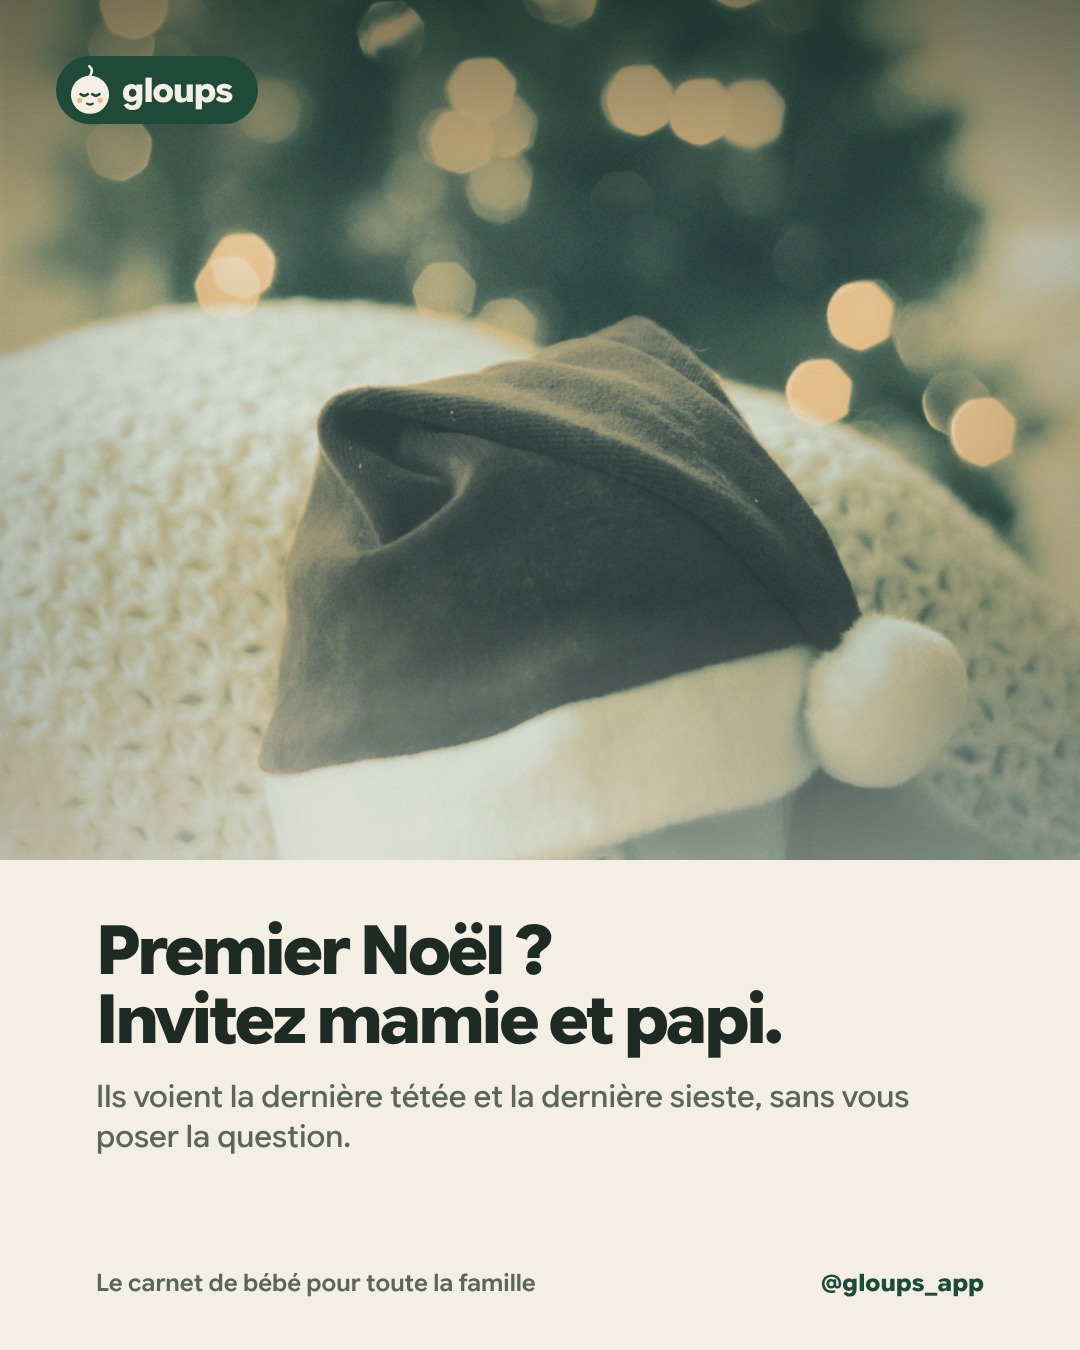 gloups
Premier Noël ?
Invitez mamie et papi.
Ils voient la dernière tétée et la dernière sieste, sans vous
poser la question.
Le carnet de bébé pour toute la famille
@gloups_app